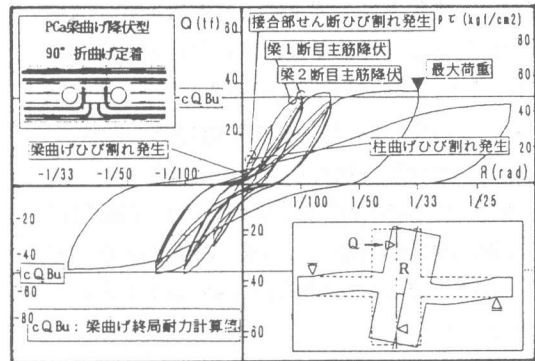 PCa梁曲げ降伏型
90°折曲げ定着
Q(tf)
接合部せん断ひび割れ発生
pτ(kgf/cm2)
梁1断目主筋降伏
梁2断目主筋降伏
最大荷重
60
40
20
80
60
40
20
cQBu
梁曲げひび割れ発生
柱曲げひび割れ発生
-1/33
-1/50
-1/100
R(rad)
1/100
1/50
1/33
1/25
-20
-40
-60
-80
-20
-40
-60
cQBu
cQBu:梁曲げ終局耐力計算値
Q
R